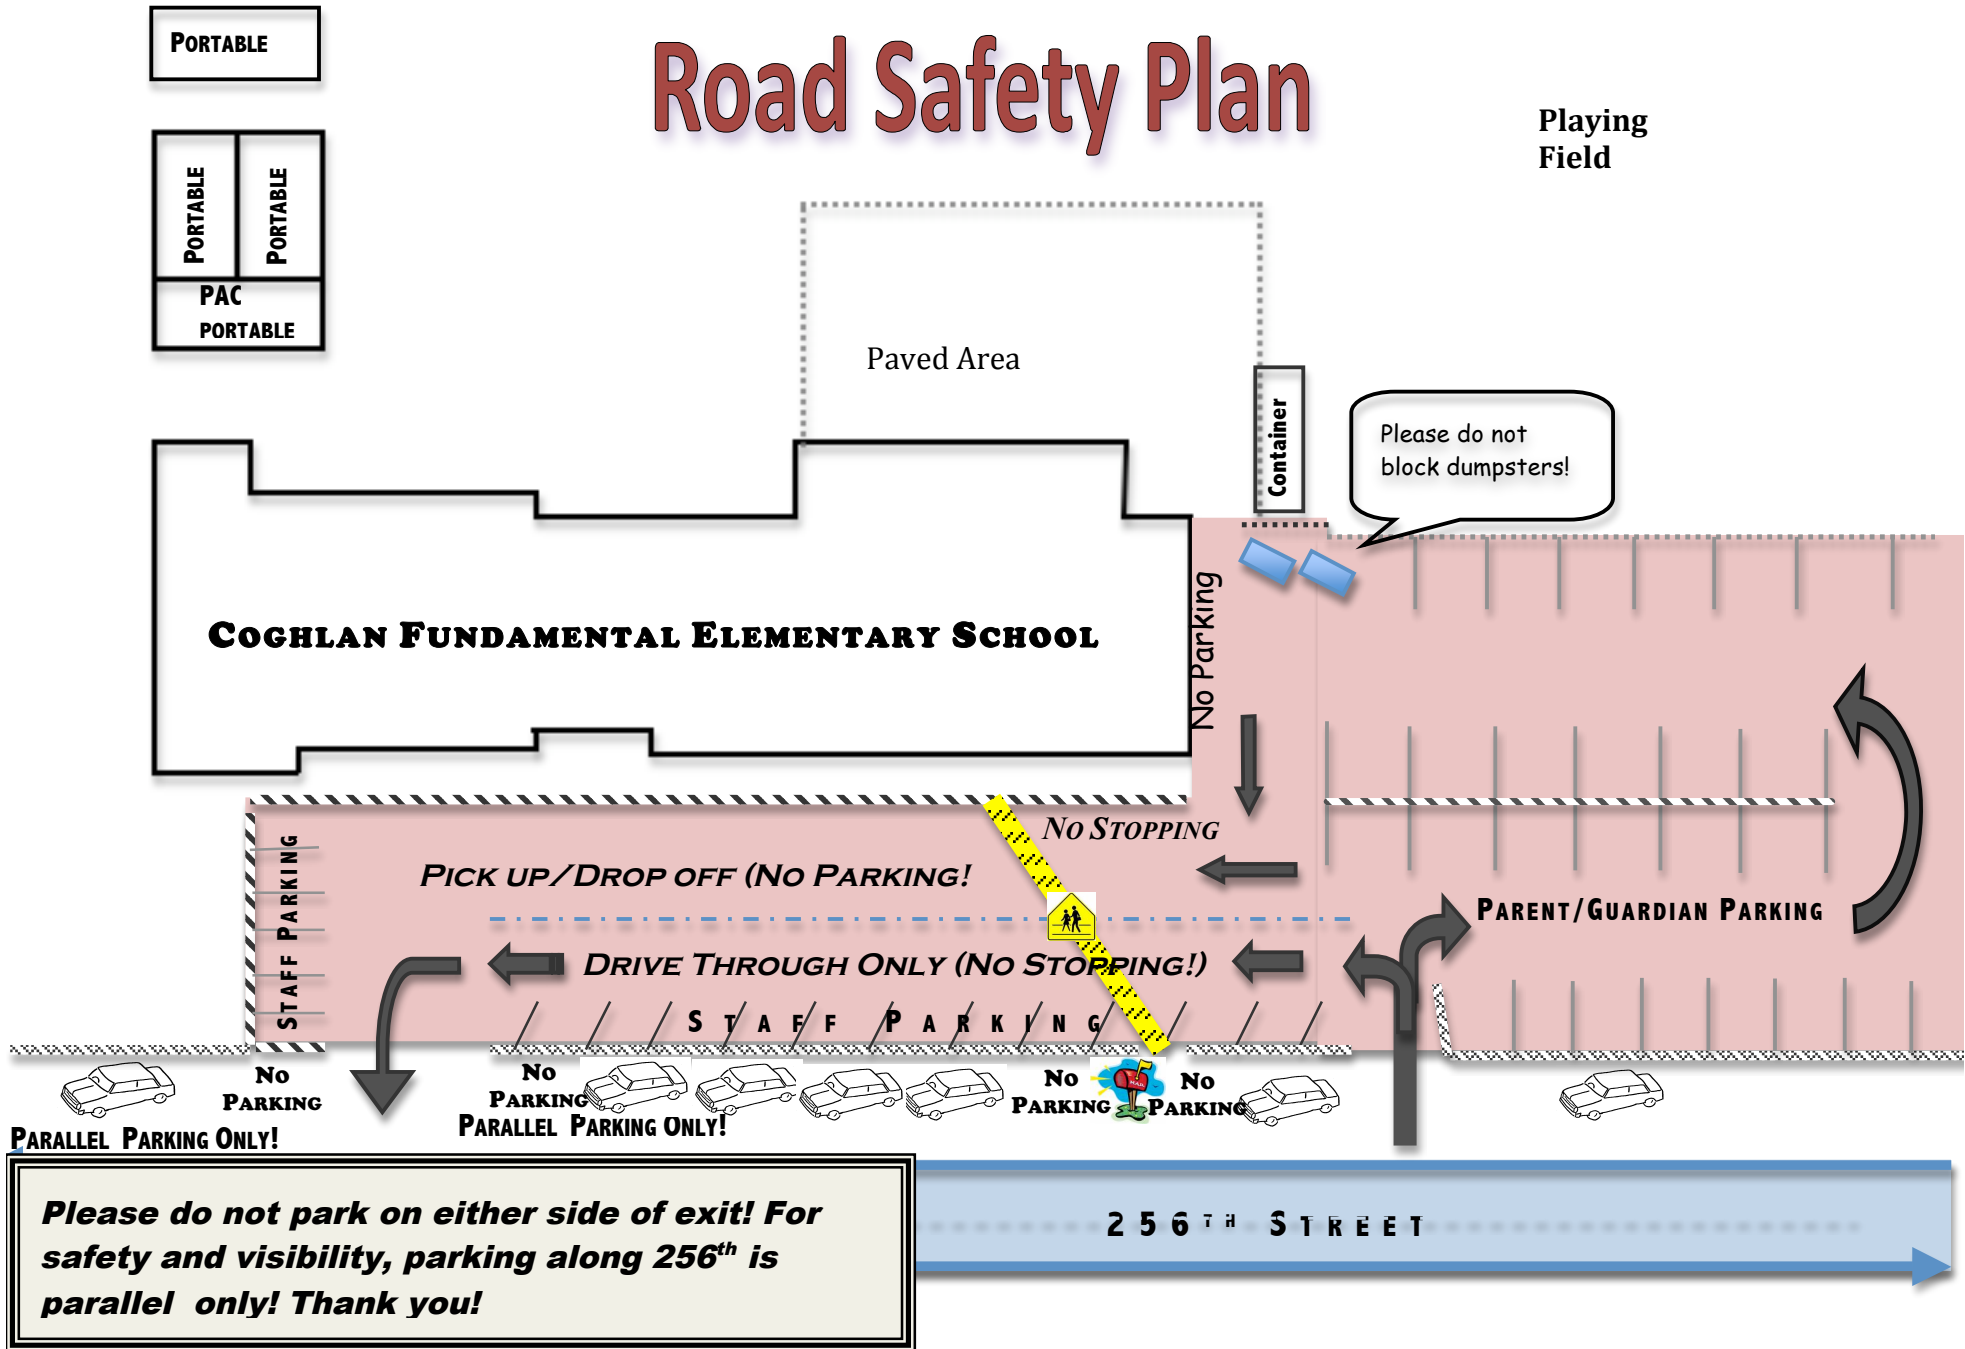 PORTABLE
Road Safety Plan
Playing
Field
PORTABLE
PORTABLE
PAC
PORTABLE
Paved Area
Container
Please do not
block dumpsters!
COGHLAN FUNDAMENTAL ELEMENTARY SCHOOL
No Parking
NO STOPPING
STAFF PARKING
PICK UP/DROP OFF (NO PARKING!
PARENT/GUARDIAN PARKING
DRIVE THROUGH ONLY (NO STOPPING!)
STAFF PARKING
NO
PARKING
NO
PARKING
NO
PARKING
MAIL
NO
PARKING
PARALLEL PARKING ONLY!
PARALLEL PARKING ONLY!
Please do not park on either side of exit! For
safety and visibility, parking along 256th is
parallel only! Thank you!
256TH STREET